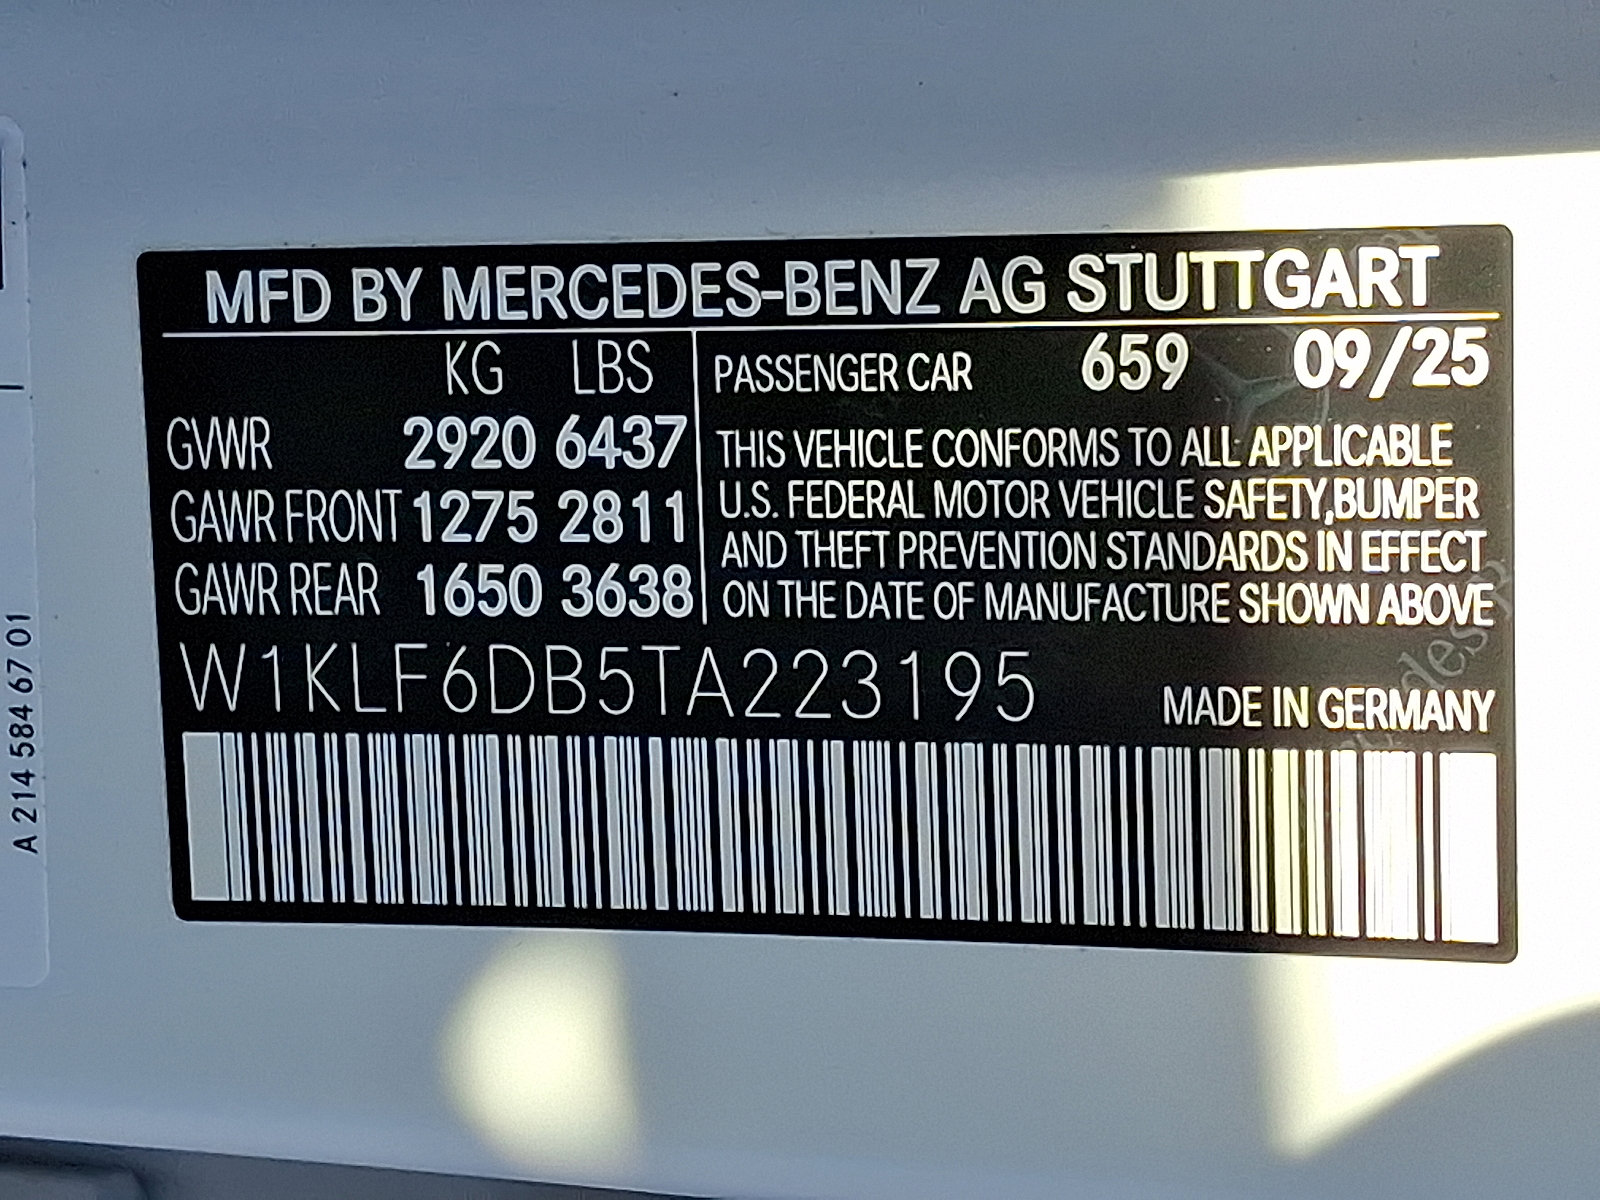 MFD BY MERCEDES-BENZ AG STUTTGART
KG LBS
GVWR 2920 6437
GAWR FRONT 1275 2811
GAWR REAR 1650 3638
PASSENGER CAR 659 09/25
THIS VEHICLE CONFORMS TO ALL APPLICABLE
U.S. FEDERAL MOTOR VEHICLE SAFETY,BUMPER
AND THEFT PREVENTION STANDARDS IN EFFECT
ON THE DATE OF MANUFACTURE SHOWN ABOVE
W1KLF6DB5TA223195
MADE IN GERMANY
A 214 584 67 01